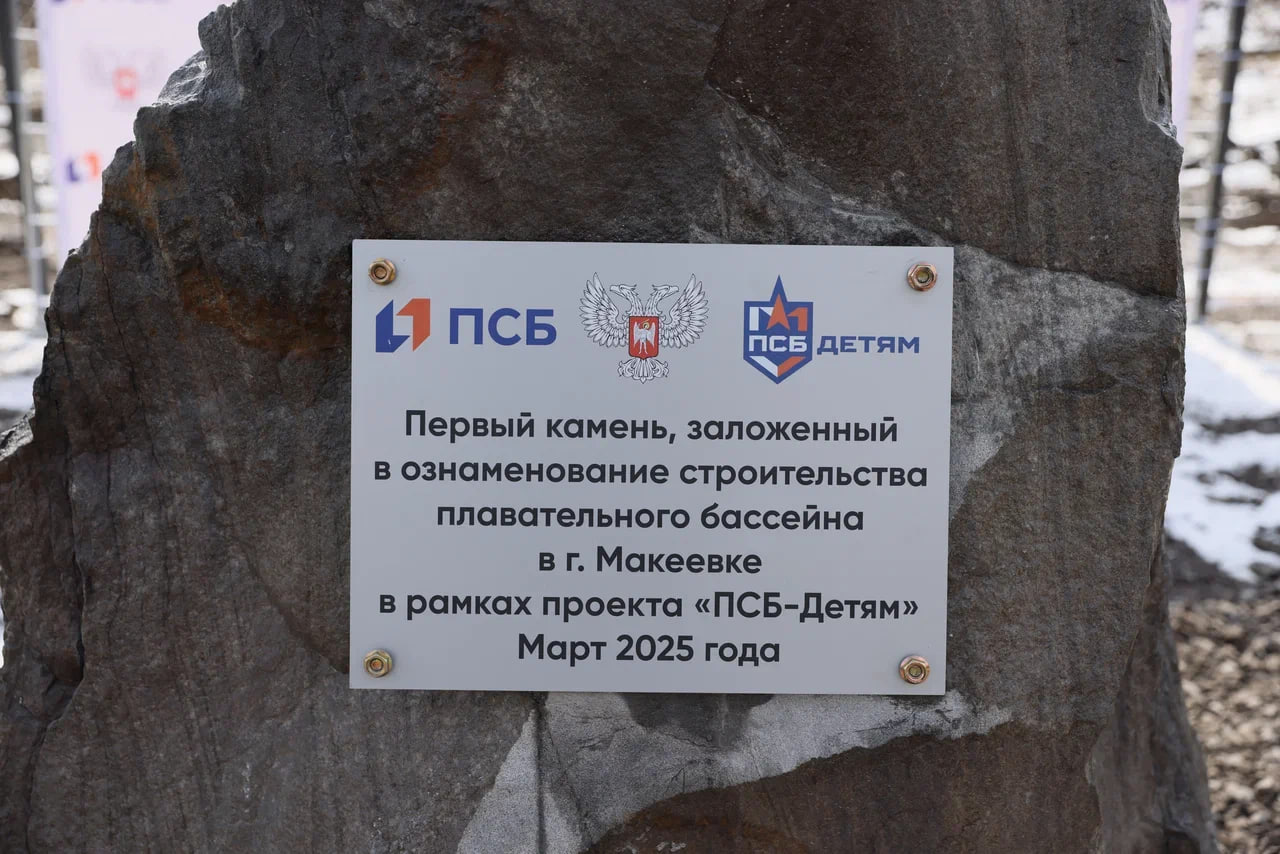 ПСБ
ПСБ ДЕТЯМ
Первый камень, заложенный
в ознаменование строительства
плавательного бассейна
в г. Макеевке
в рамках проекта «ПСБ-Детям»
Март 2025 года